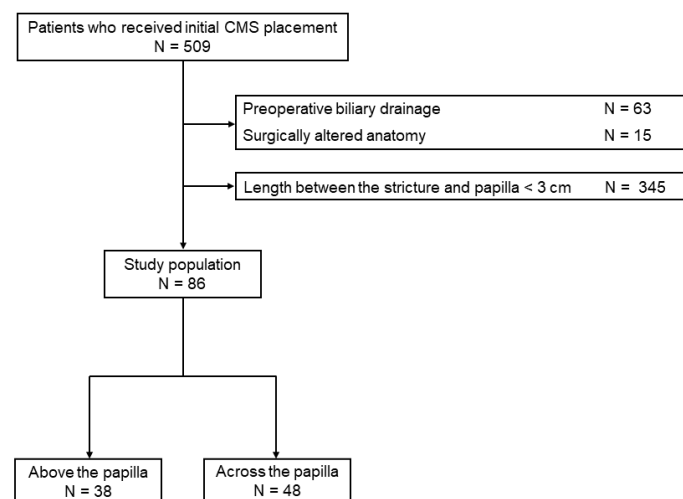 Patients who received initial CMS placement
N = 509
Preoperative biliary drainage N = 63
Surgically altered anatomy N = 15
Length between the stricture and papilla < 3 cm N = 345
Study population
N = 86
Above the papilla
N = 38
Across the papilla
N = 48